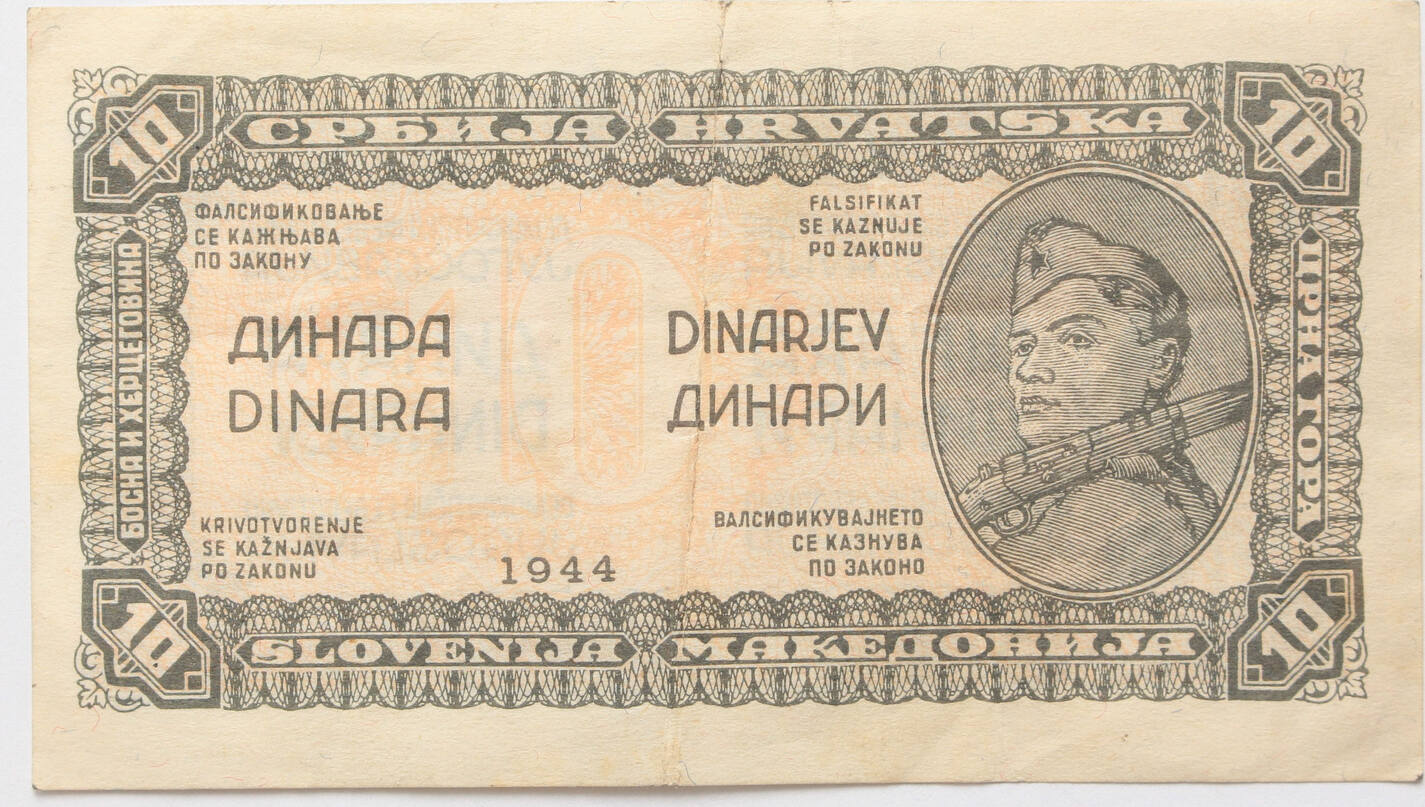 10
СРБИЈА HRVATSKA
10
ФАЛСИФИКОВАЊЕ
СЕ КАЖЊАВА
ПО ЗАКОНУ
FALSIFIKAT
SE KAZNUJE
PO ZAKONU
БОСНА И ХЕРЦЕГОВИНА
10
ДИНАРА
DINARA
DINARJEV
ДИНАРИ
ЦРНА ГОРА
KRIVOTVORENJE
SE KAŽNJAVA
PO ZAKONU
1944
ВАЛСИФИКУВАЈНЕТО
СЕ КАЗНУВА
ПО ЗАКОНО
10
SLOVENIJA МАКЕДОНИЈА
10